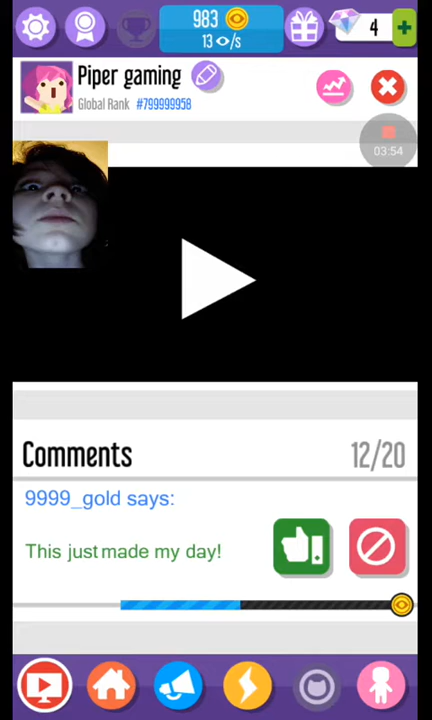 983
4
13 /s
Piper gaming
Global Rank #799999958
03:54
Comments 12/20
9999_gold says:
This just made my day!